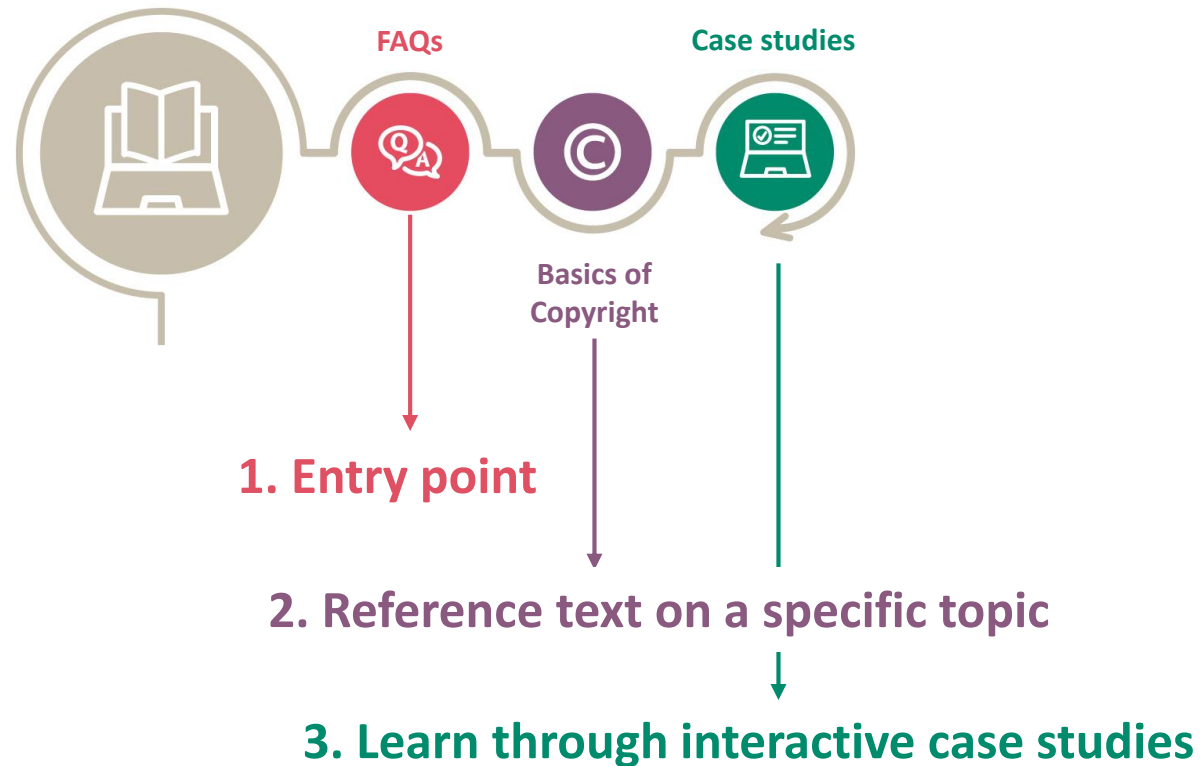 FAQs
Case studies
Q
A
©
Basics of
Copyright
1. Entry point
2. Reference text on a specific topic
3. Learn through interactive case studies